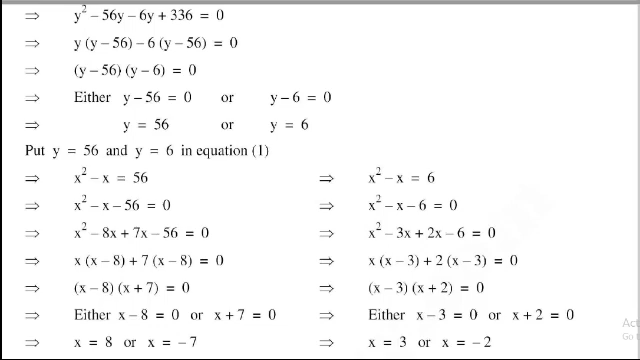 ⇒ y² – 56y – 6y + 336 = 0
⇒ y (y – 56) – 6 (y – 56) = 0
⇒ (y – 56) (y – 6) = 0
⇒ Either y – 56 = 0 or y – 6 = 0
⇒ y = 56 or y = 6
Put y = 56 and y = 6 in equation (1)
⇒ x² – x = 56 ⇒ x² – x = 6
⇒ x² – x – 56 = 0 ⇒ x² – x – 6 = 0
⇒ x² – 8x + 7x – 56 = 0 ⇒ x² – 3x + 2x – 6 = 0
⇒ x (x – 8) + 7 (x – 8) = 0 ⇒ x (x – 3) + 2 (x – 3) = 0
⇒ (x – 8) (x + 7) = 0 ⇒ (x – 3) (x + 2) = 0
⇒ Either x – 8 = 0 or x + 7 = 0 ⇒ Either x – 3 = 0 or x + 2 = 0
⇒ x = 8 or x = – 7 ⇒ x = 3 or x = – 2
Act
Go t